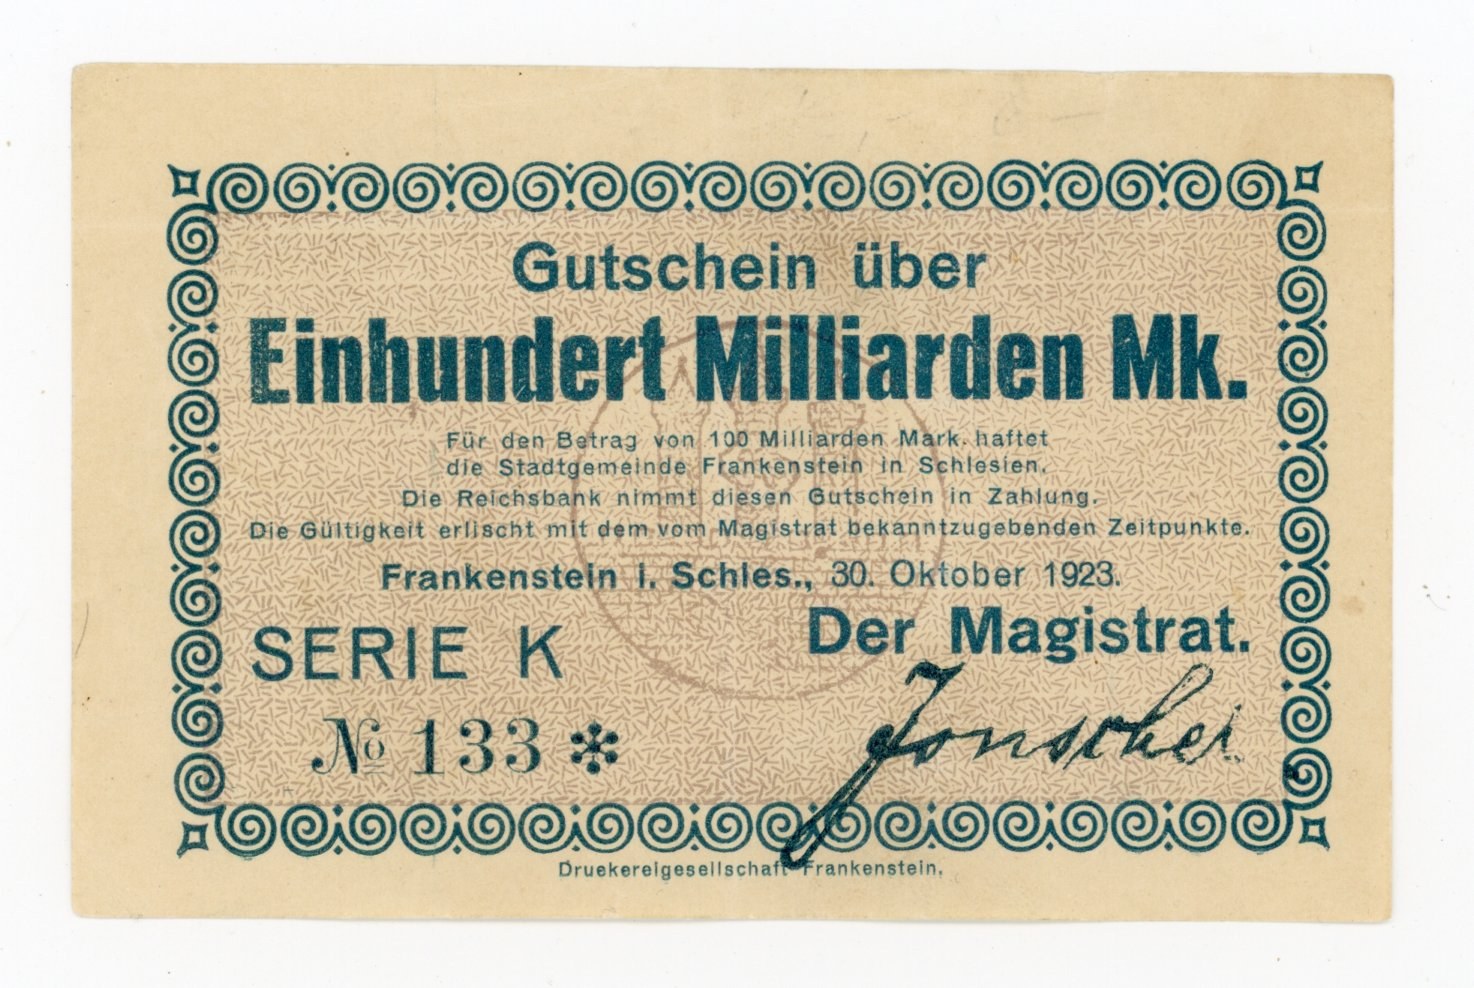 Gutschein über
Einhundert Milliarden Mk.
Für den Betrag von 100 Milliarden Mark haftet
die Stadtgemeinde Frankenstein in Schlesien.
Die Reichsbank nimmt diesen Gutschein in Zahlung.
Die Gültigkeit erlischt mit dem vom Magistrat bekanntzugebenden Zeitpunkte.
Frankenstein i. Schles., 30. Oktober 1923.
Der Magistrat.
SERIE K
№ 133 *
Druekereigesellschaft Frankenstein.